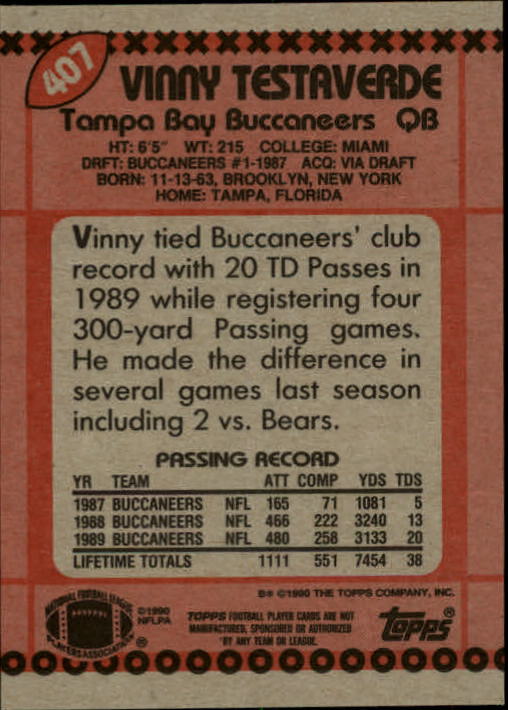 407
VINNY TESTAVERDE
Tampa Bay Buccaneers QB
HT: 6'5" WT: 215 COLLEGE: MIAMI
DRFT: BUCCANEERS #1-1987 ACQ: VIA DRAFT
BORN: 11-13-63, BROOKLYN, NEW YORK
HOME: TAMPA, FLORIDA
Vinny tied Buccaneers' club
record with 20 TD Passes in
1989 while registering four
300-yard Passing games.
He made the difference in
several games last season
including 2 vs. Bears.
PASSING RECORD
YR TEAM ATT COMP YDS TDS
1987 BUCCANEERS NFL 165 71 1081 5
1988 BUCCANEERS NFL 466 222 3240 13
1989 BUCCANEERS NFL 480 258 3133 20
LIFETIME TOTALS 1111 551 7454 38
B* ©1990 THE TOPPS COMPANY, INC.
NATIONAL FOOTBALL LEAGUE
PLAYERS ASSOCIATION ®
©1990
NFLPA
TOPPS FOOTBALL PLAYER CARDS ARE NOT
MANUFACTURED, SPONSORED OR AUTHORIZED
BY ANY TEAM OR LEAGUE.
Topps®